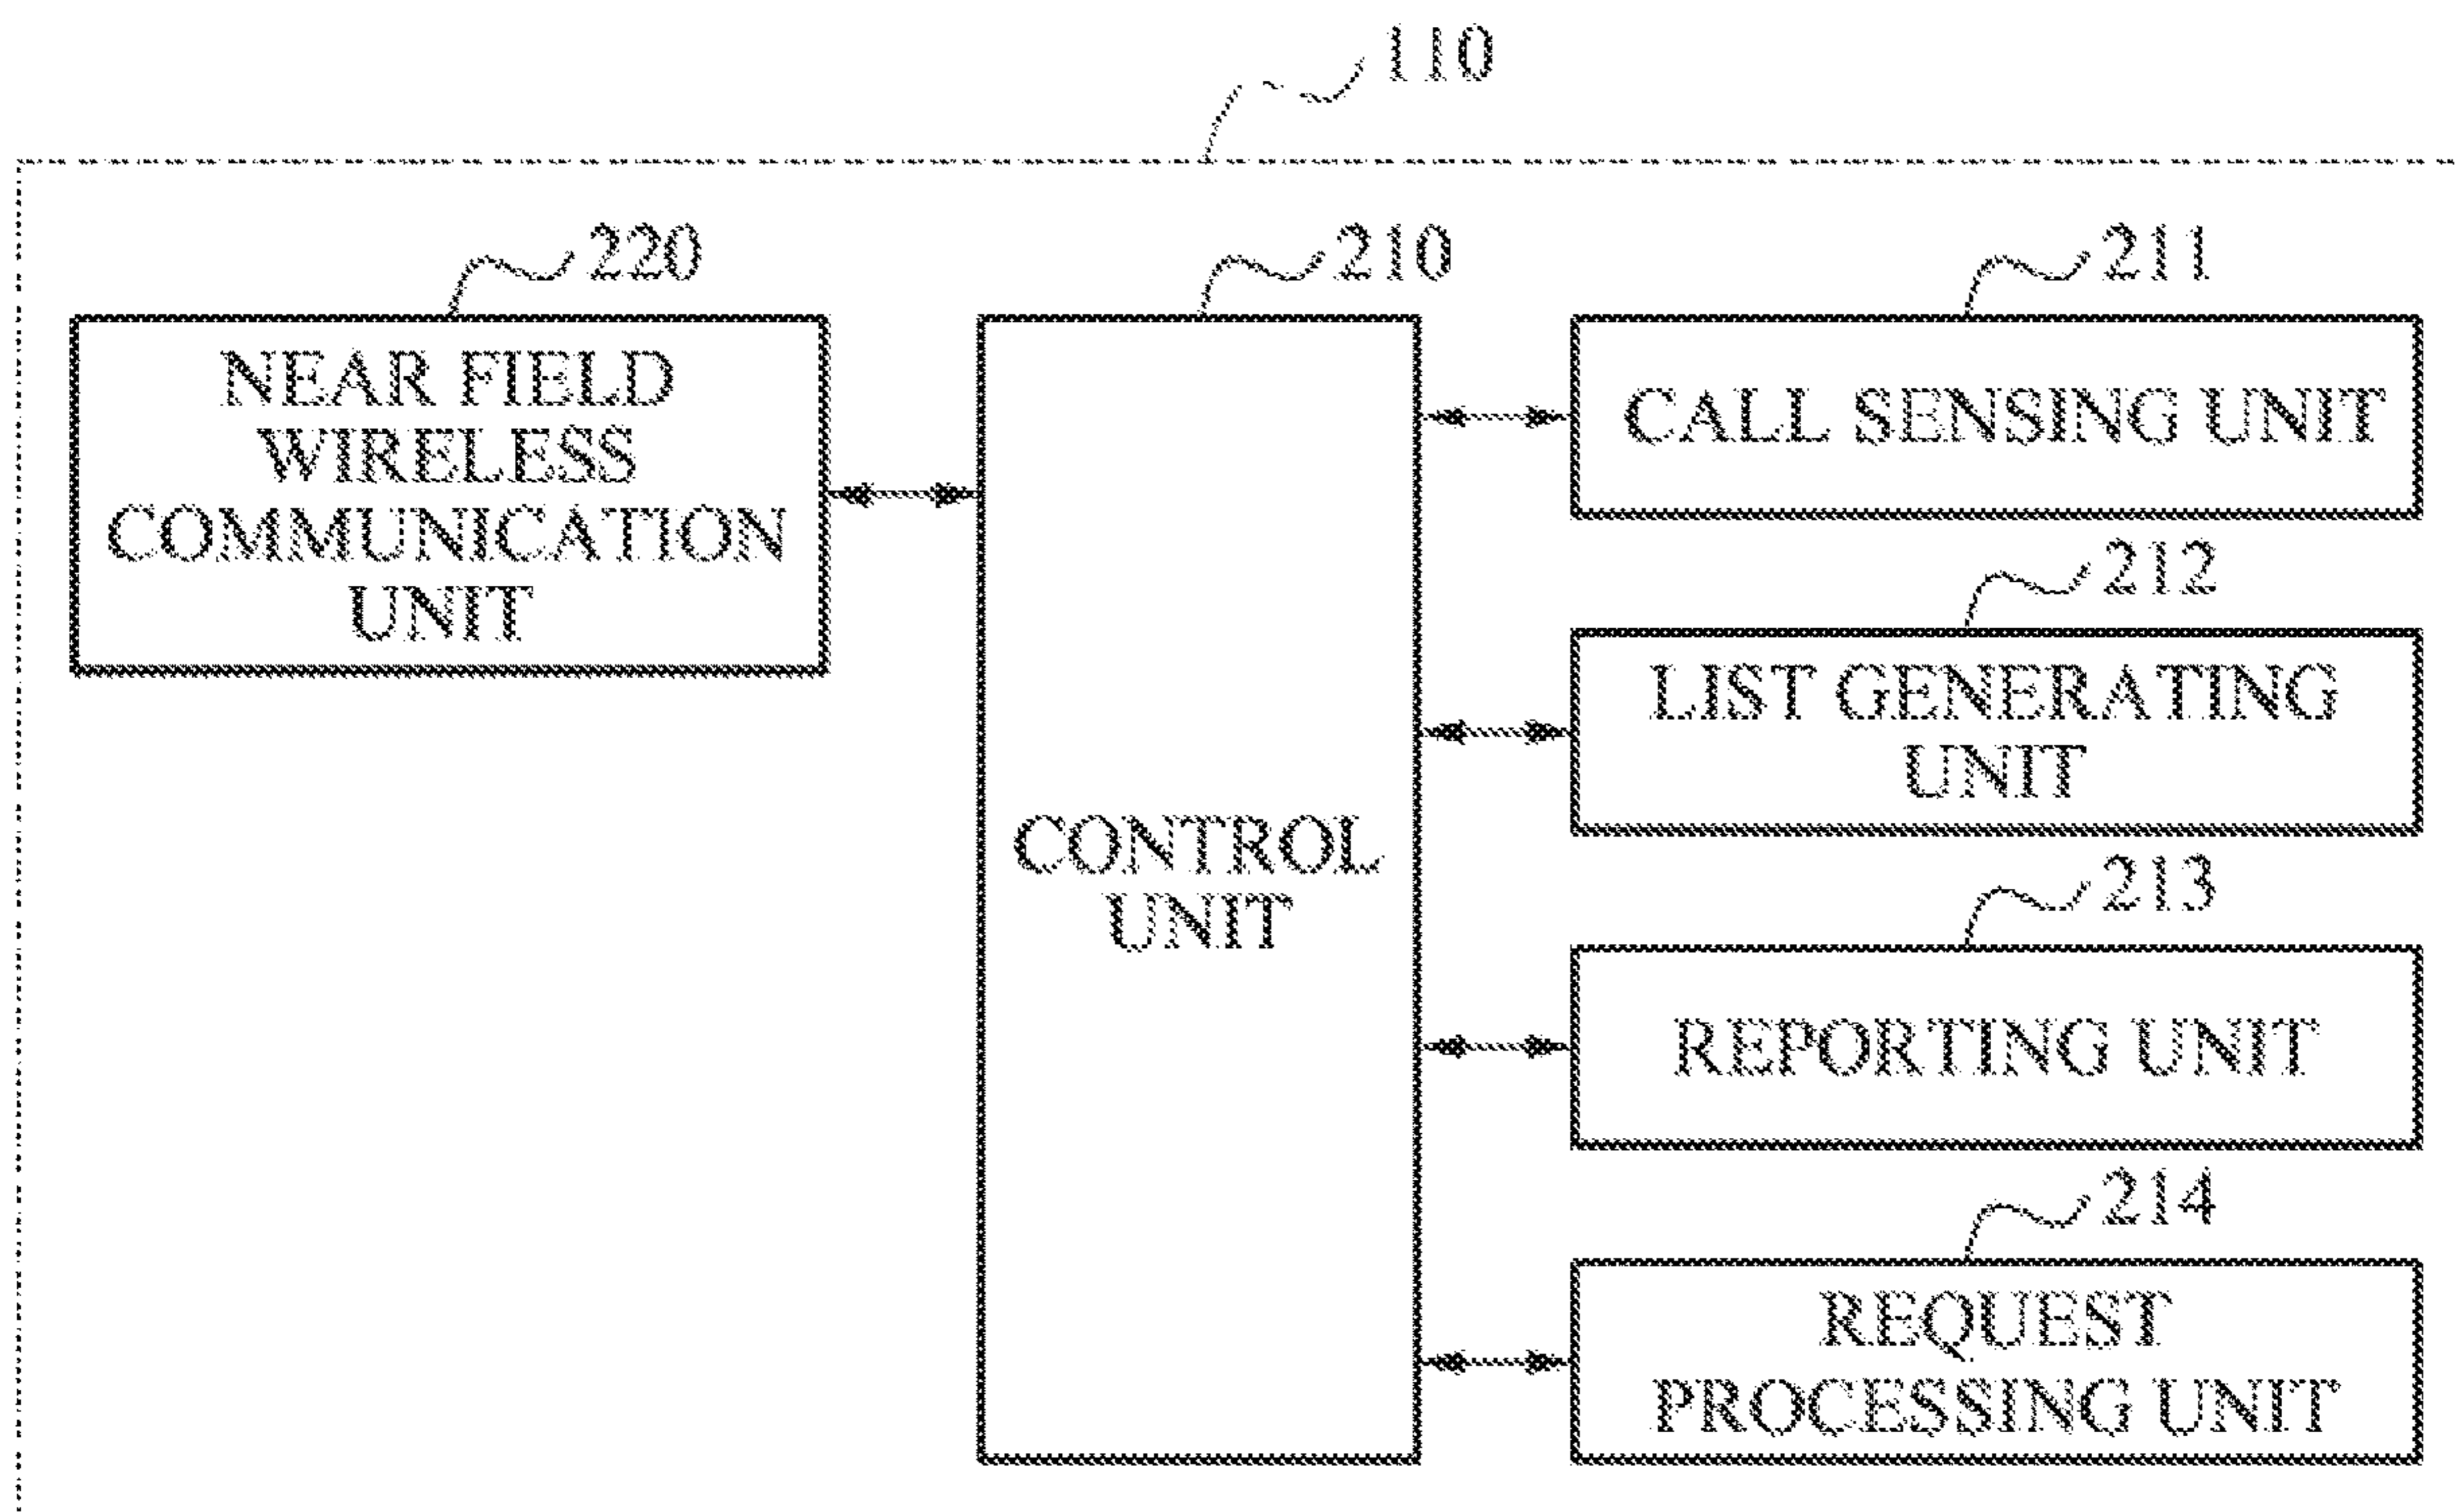 110
220
210
211
NEAR FIELD
WIRELESS
COMMUNICATION
UNIT
CONTROL
UNIT
CALL SENSING UNIT
212
LIST GENERATING
UNIT
213
REPORTING UNIT
214
REQUEST
PROCESSING UNIT